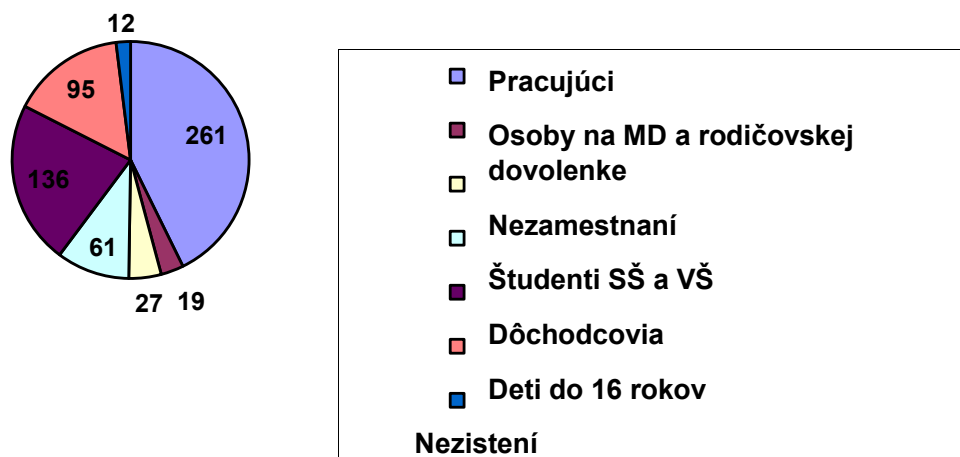 12
95
261
136
61
27 19
Pracujúci
Osoby na MD a rodičovskej
dovolenke
Nezamestnaní
Študenti SŠ a VŠ
Dôchodcovia
Deti do 16 rokov
Nezistení